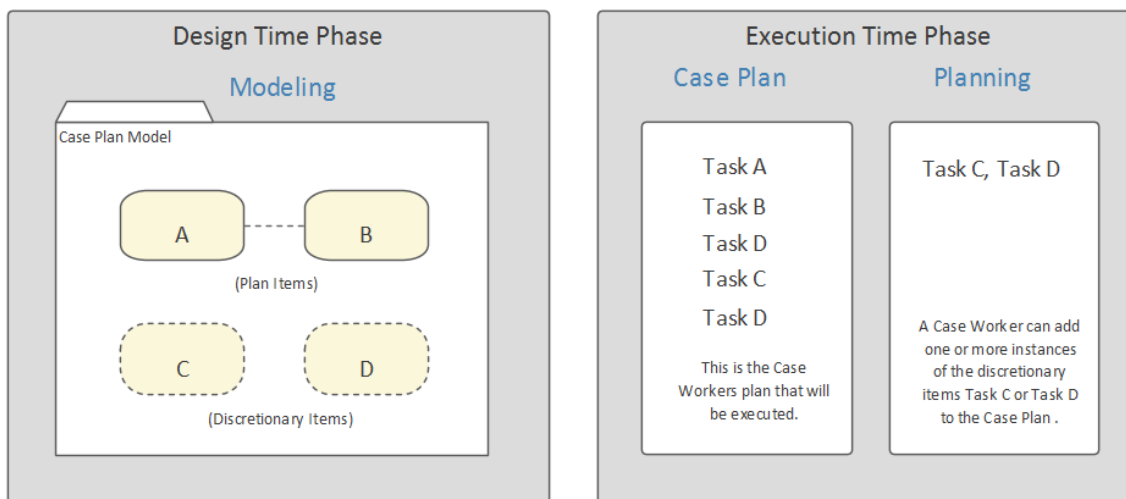 Design Time Phase
Modeling
Case Plan Model
A
B
(Plan Items)
C
D
(Discretionary Items)
Execution Time Phase
Case Plan
Task A
Task B
Task D
Task C
Task D
This is the Case
Workers plan that will
be executed.
Planning
Task C, Task D
A Case Worker can add
one or more instances
of the discretionary
items Task C or Task D
to the Case Plan .